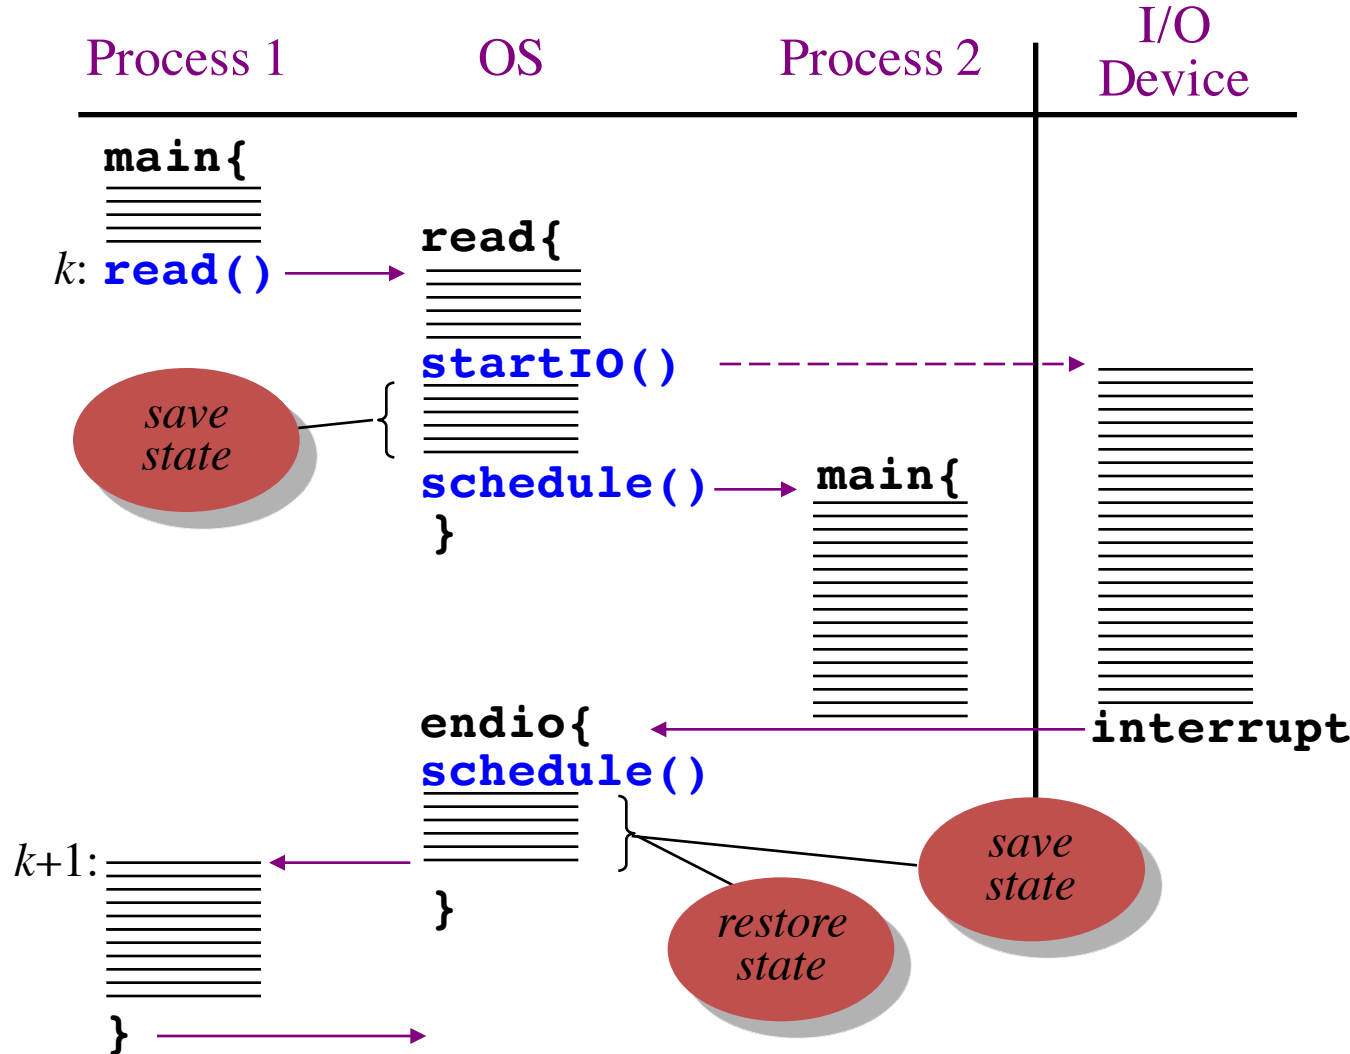 Process 1
OS
Process 2
I/O
Device
main{
read{
k: read()
startIO()
save
state
schedule()
main{
}
endio{
interrupt
schedule()
k+1:
save
state
}
restore
state
}